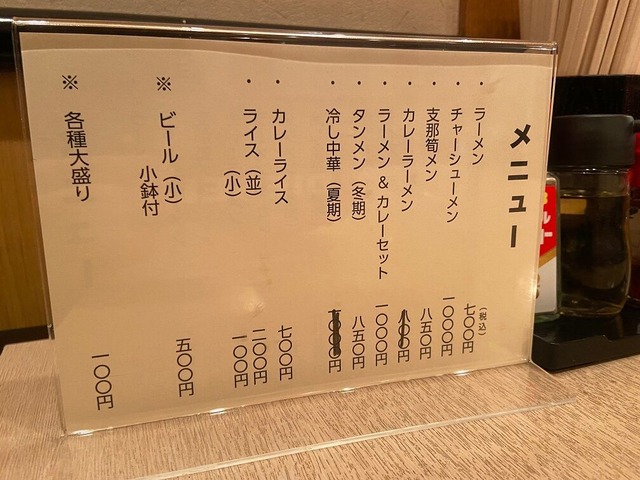 メニュー
(税込)
・ラーメン 七〇〇円
・チャーシューメン 一〇〇〇円
・支那筍メン 八五〇円
・カレーラーメン 〇円
・ラーメン & カレーセット 一〇〇〇円
・タンメン (冬期) 八五〇円
・冷し中華 (夏期) 円
・カレーライス 七〇〇円
・ライス (並) 二〇〇円
(小) 一〇〇円
※ ビール (小)
小鉢付 五〇〇円
※ 各種大盛り 一〇〇円